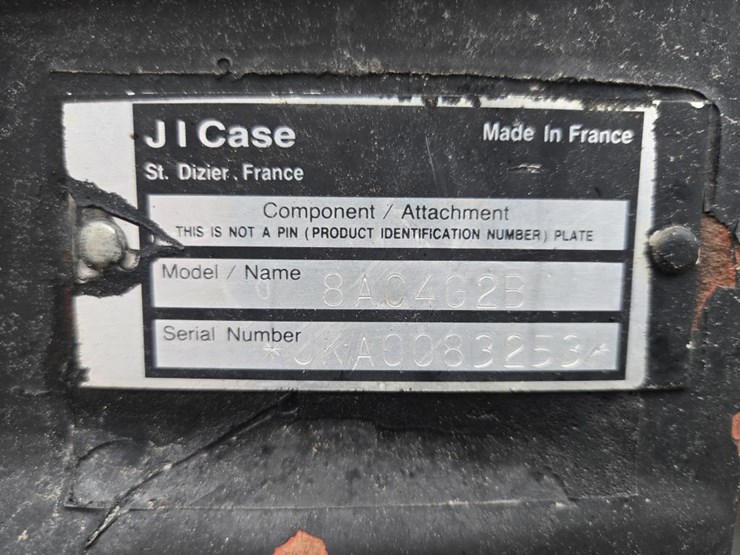 J I Case
Made In France
St. Dizier, France
Component / Attachment
THIS IS NOT A PIN (PRODUCT IDENTIFICATION NUMBER) PLATE
Model / Name 8AC4G2B
Serial Number *JKA0083253*